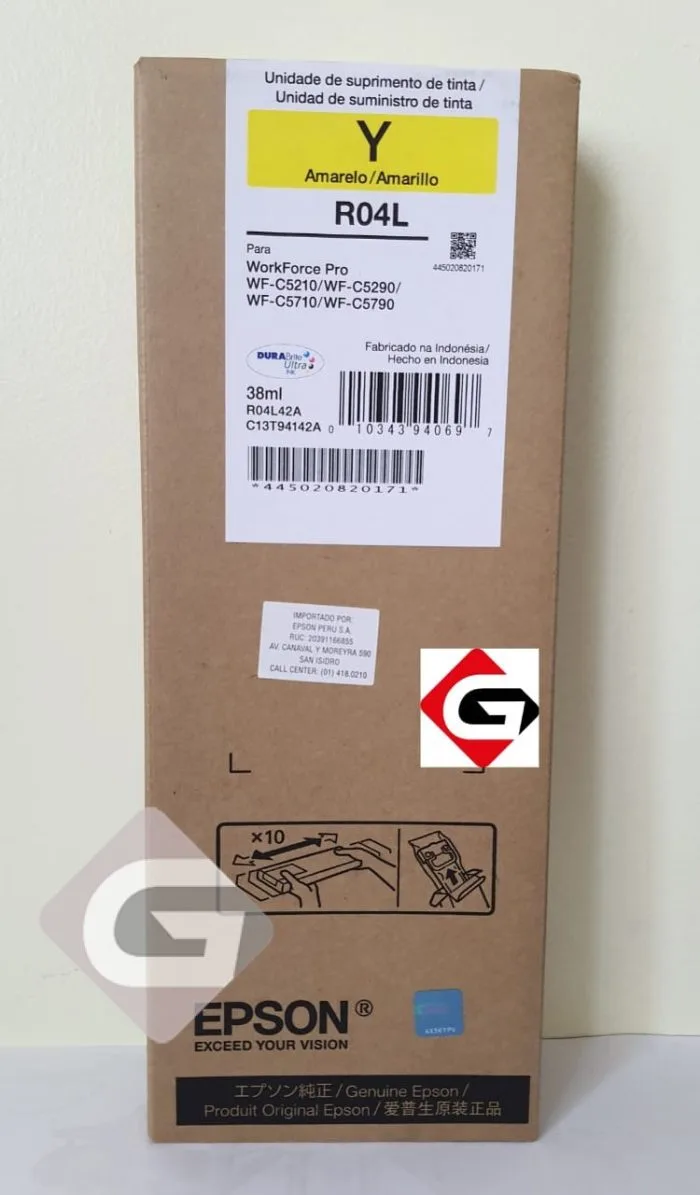 Unidade de suprimento de tinta /
Unidad de suministro de tinta
Y
Amarelo/Amarillo
R04L
Para
WorkForce Pro
WF-C5210/WF-C5290/
WF-C5710/WF-C5790
445020820171
Fabricado na Indonésia/
Hecho en Indonesia
DURABrite
Ultra
INK
38ml
R04L42A
C13T94142A
0 10343 94069 7
*445020820171*
IMPORTADO POR:
EPSON PERU S.A.
RUC: 20391166855
AV. CANAVAL Y MOREYRA 590
SAN ISIDRO
CALL CENTER: (01) 418.0210
G
×10
G
EPSON®
EXCEED YOUR VISION
エプソン純正/Genuine Epson/
Produit Original Epson/爱普生原装正品